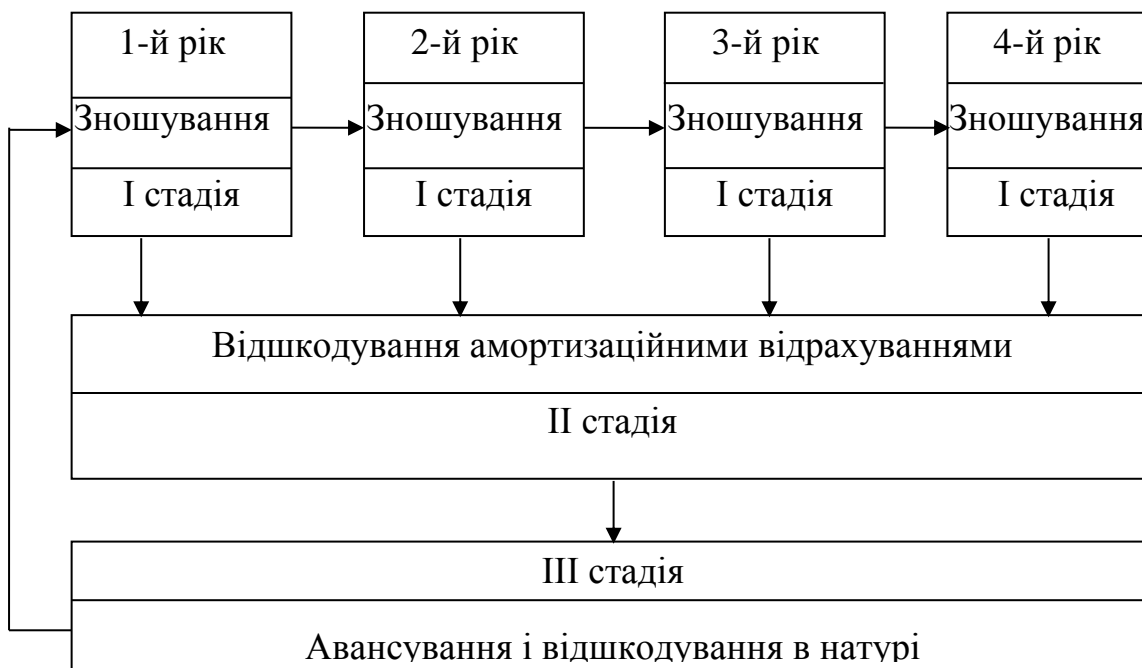 1-й рік
2-й рік
3-й рік
4-й рік
Зношування
Зношування
Зношування
Зношування
І стадія
І стадія
І стадія
І стадія
Відшкодування амортизаційними відрахуваннями
ІІ стадія
ІІІ стадія
Авансування і відшкодування в натурі